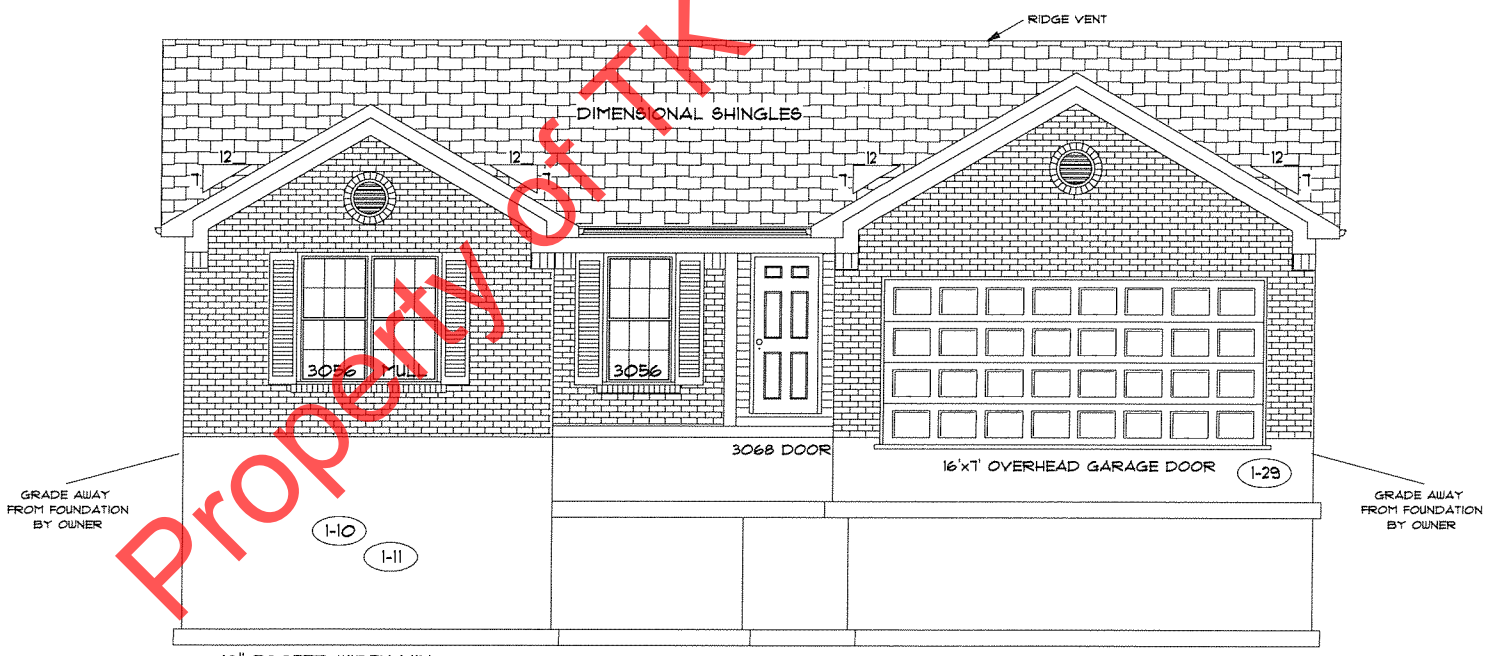 RIDGE VENT
DIMENSIONAL SHINGLES
12
7
12
7
12
7
12
7
3056 MULL
3056
3068 DOOR
16'x7' OVERHEAD GARAGE DOOR
1-29
GRADE AWAY
FROM FOUNDATION
BY OWNER
GRADE AWAY
FROM FOUNDATION
BY OWNER
1-10
1-11
Property of TK